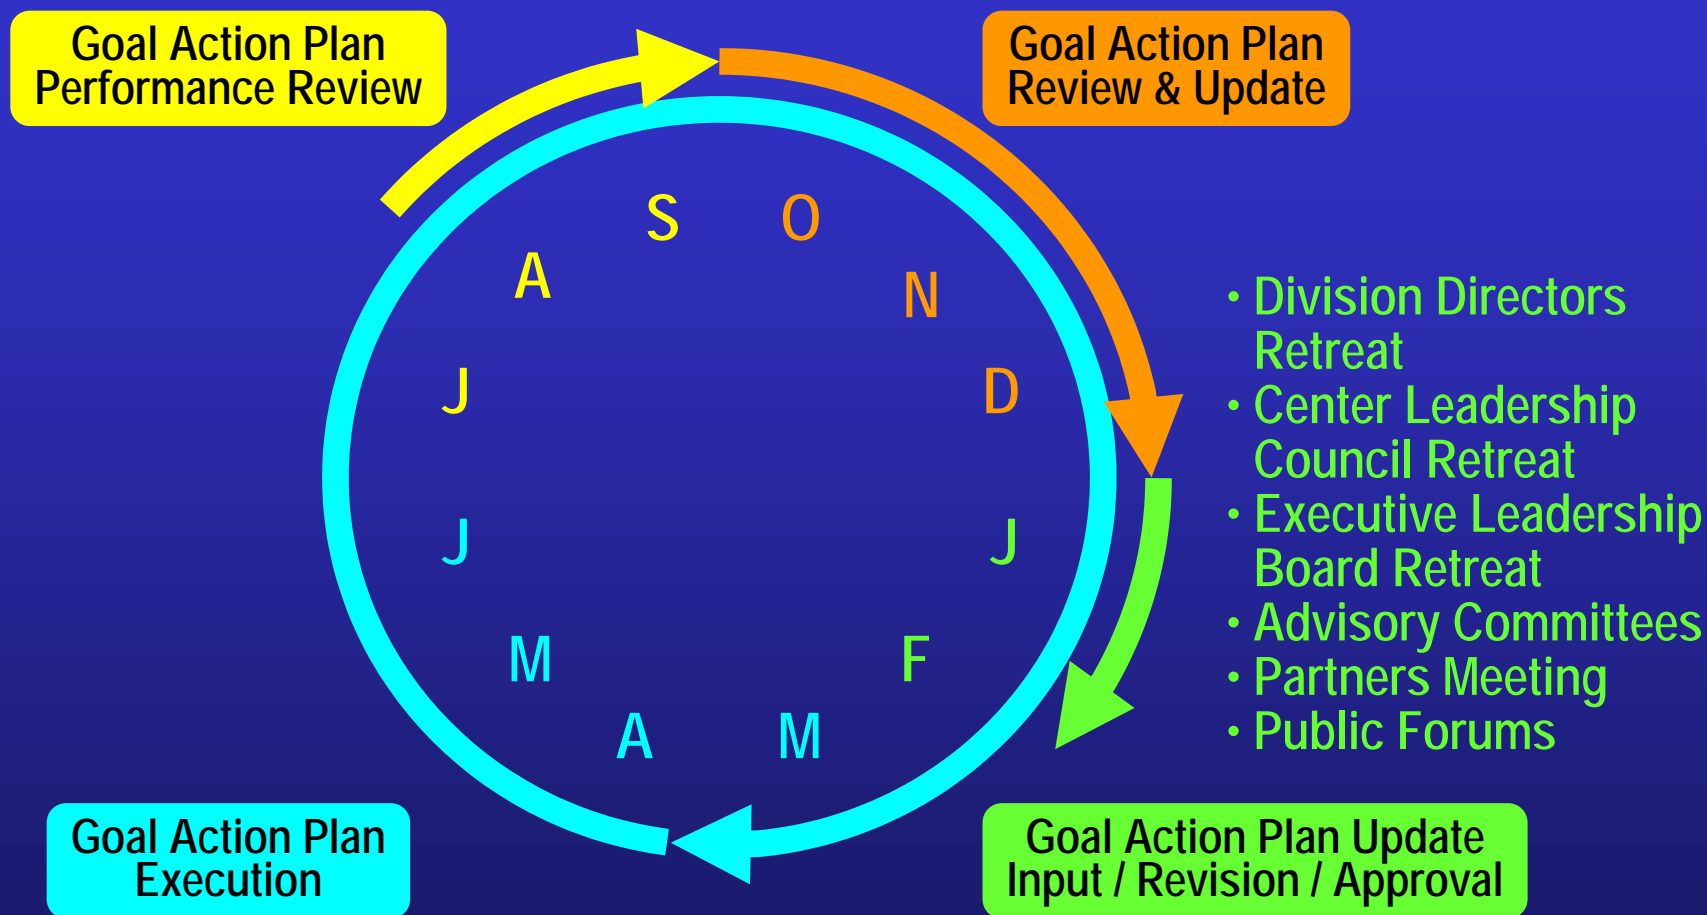 Goal Action Plan
Performance Review
Goal Action Plan
Review & Update
S
O
A
N
J
D
J
J
M
F
A
M
• Division Directors
Retreat
• Center Leadership
Council Retreat
• Executive Leadership
Board Retreat
• Advisory Committees
• Partners Meeting
• Public Forums
Goal Action Plan
Execution
Goal Action Plan Update
Input / Revision / Approval